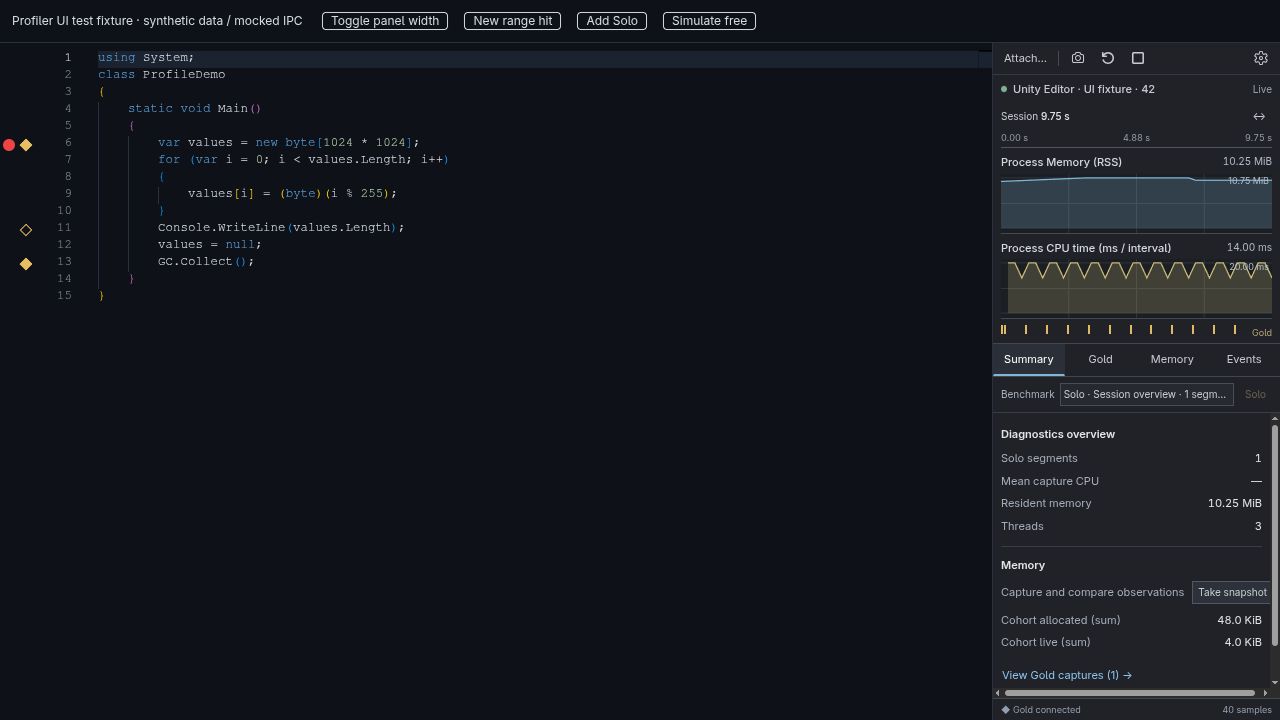 Profiler UI test fixture · synthetic data / mocked IPC
Toggle panel width
New range hit
Add Solo
Simulate free
1 using System;
2 class ProfileDemo
3 {
4 static void Main()
5 {
6 var values = new byte[1024 * 1024];
7 for (var i = 0; i < values.Length; i++)
8 {
9 values[i] = (byte)(i % 255);
10 }
11 Console.WriteLine(values.Length);
12 values = null;
13 GC.Collect();
14 }
15 }
Attach...
Unity Editor · UI fixture · 42 Live
Session 9.75 s
0.00 s 4.88 s 9.75 s
Process Memory (RSS) 10.25 MiB
10.75 MiB
Process CPU time (ms / interval) 14.00 ms
20.00 ms
Gold
Summary Gold Memory Events
Benchmark Solo · Session overview · 1 segm... Solo
Diagnostics overview
Solo segments 1
Mean capture CPU —
Resident memory 10.25 MiB
Threads 3
Memory
Capture and compare observations Take snapshot
Cohort allocated (sum) 48.0 KiB
Cohort live (sum) 4.0 KiB
View Gold captures (1) →
Gold connected 40 samples